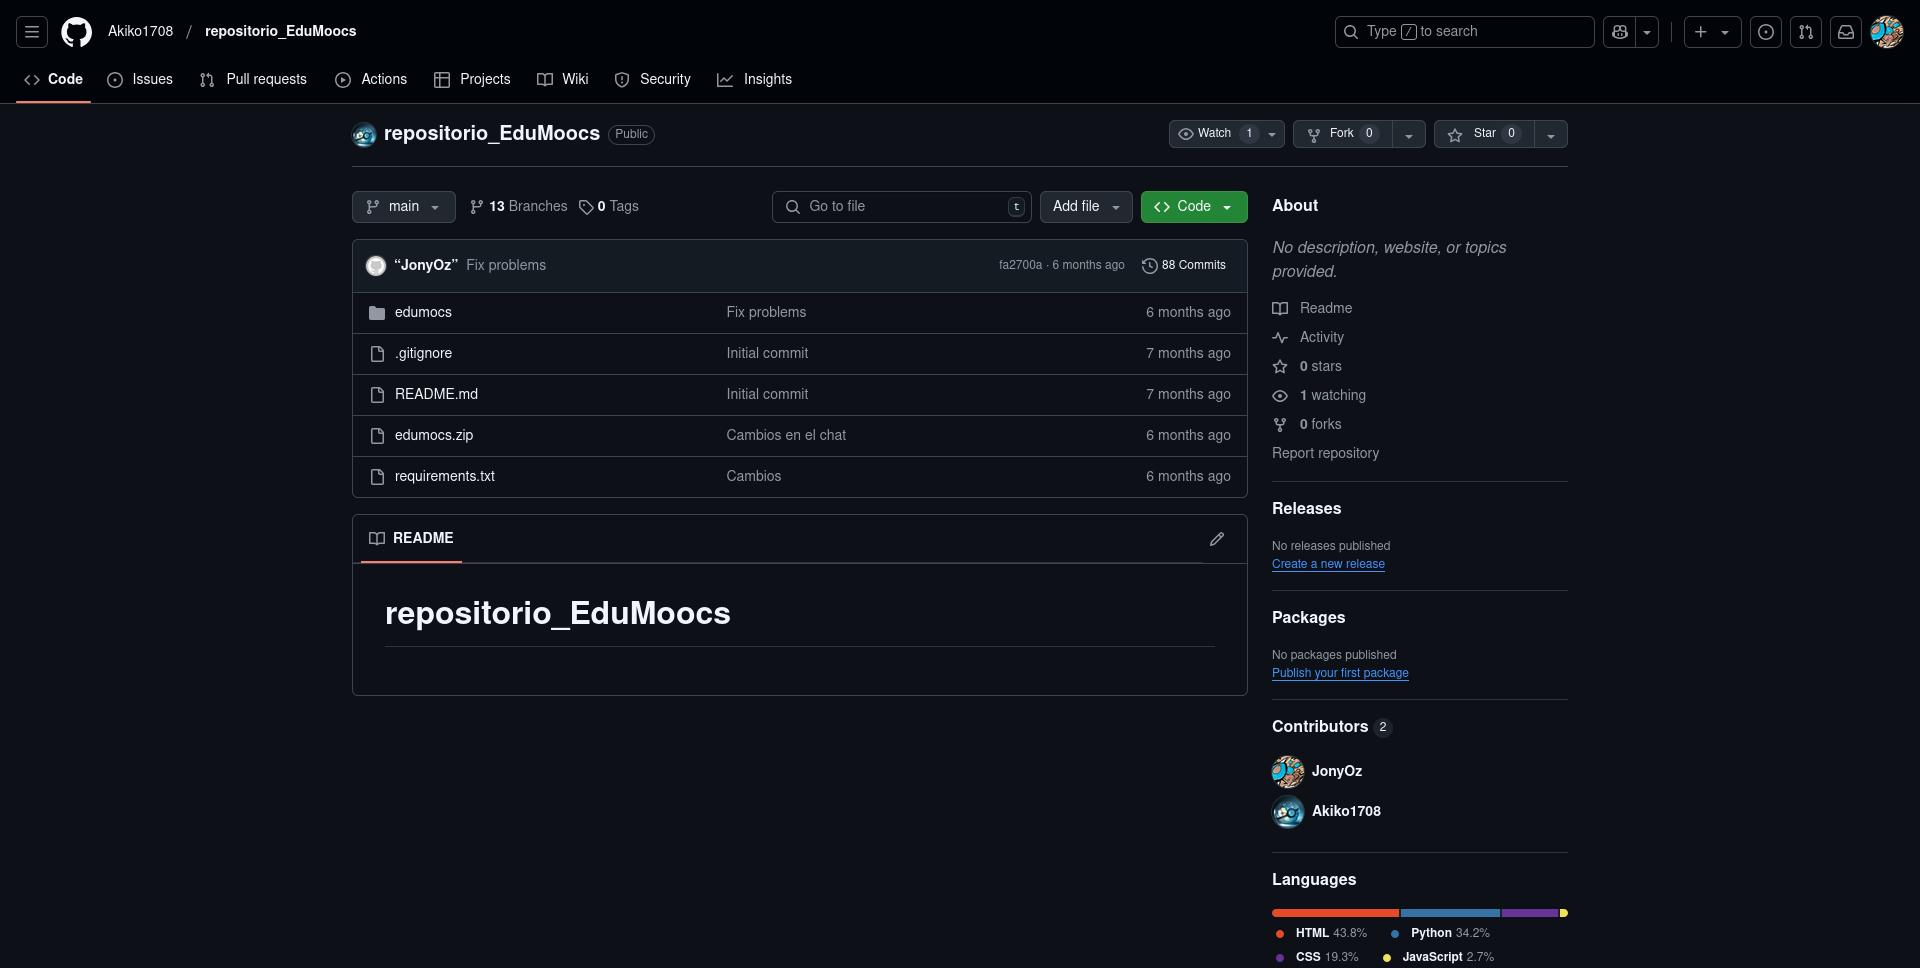 Akiko1708 / repositorio_EduMoocs
Type / to search
Code Issues Pull requests Actions Projects Wiki Security Insights
repositorio_EduMoocs Public
Watch 1 Fork 0 Star 0
main 13 Branches 0 Tags Go to file t Add file Code
“JonyOz” Fix problems fa2700a · 6 months ago 88 Commits
edumocs Fix problems 6 months ago
.gitignore Initial commit 7 months ago
README.md Initial commit 7 months ago
edumocs.zip Cambios en el chat 6 months ago
requirements.txt Cambios 6 months ago
README
repositorio_EduMoocs
About
No description, website, or topics
provided.
Readme
Activity
0 stars
1 watching
0 forks
Report repository
Releases
No releases published
Create a new release
Packages
No packages published
Publish your first package
Contributors 2
JonyOz
Akiko1708
Languages
HTML 43.8% Python 34.2%
CSS 19.3% JavaScript 2.7%